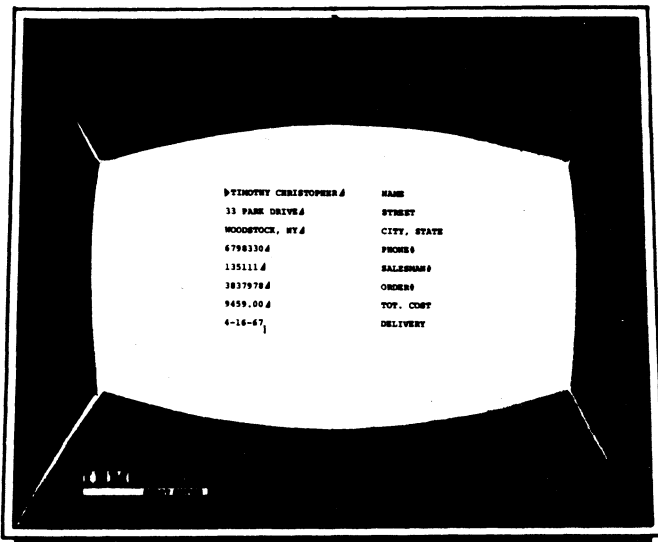 TIMOTHY CHRISTOPHER NAME
33 PARK DRIVE STREET
WOODSTOCK, NY CITY, STATE
6798330 PHONE#
135111 SALESMAN#
3837978 ORDER#
9459.00 TOT. COST
4-16-67 DELIVERY